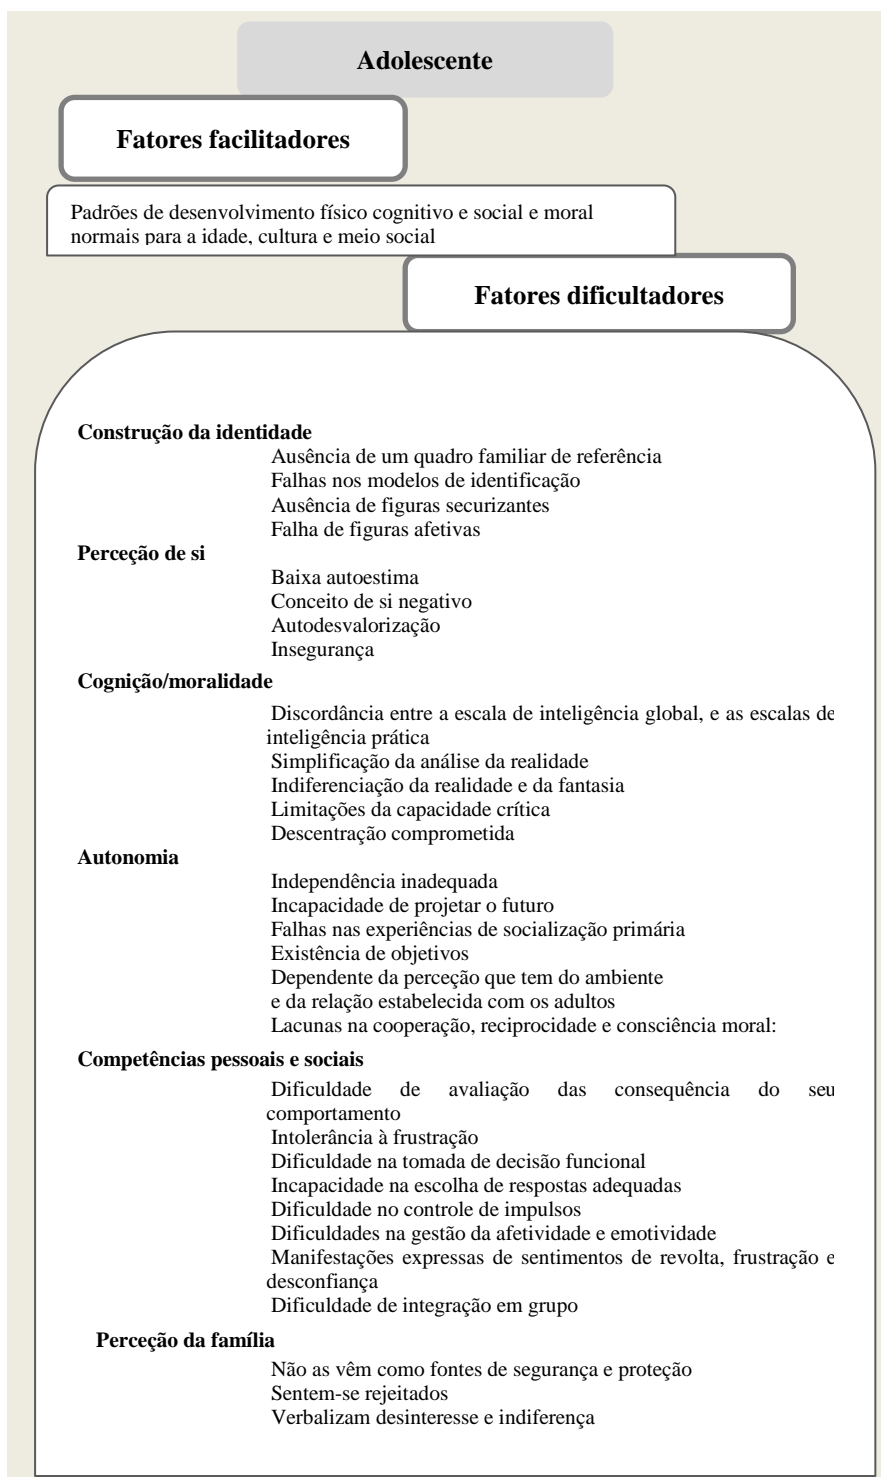 Adolescente
Fatores facilitadores
Padrões de desenvolvimento físico cognitivo e social e moral
normais para a idade, cultura e meio social
Fatores dificultadores
Construção da identidade
Ausência de um quadro familiar de referência
Falhas nos modelos de identificação
Ausência de figuras securizantes
Falha de figuras afetivas
Perceção de si
Baixa autoestima
Conceito de si negativo
Autodesvalorização
Insegurança
Cognição/moralidade
Discordância entre a escala de inteligência global, e as escalas de
inteligência prática
Simplificação da análise da realidade
Indiferenciação da realidade e da fantasia
Limitações da capacidade crítica
Descentração comprometida
Autonomia
Independência inadequada
Incapacidade de projetar o futuro
Falhas nas experiências de socialização primária
Existência de objetivos
Dependente da perceção que tem do ambiente
e da relação estabelecida com os adultos
Lacunas na cooperação, reciprocidade e consciência moral:
Competências pessoais e sociais
Dificuldade de avaliação das consequência do seu
comportamento
Intolerância à frustração
Dificuldade na tomada de decisão funcional
Incapacidade na escolha de respostas adequadas
Dificuldade no controle de impulsos
Dificuldades na gestão da afetividade e emotividade
Manifestações expressas de sentimentos de revolta, frustração e
desconfiança
Dificuldade de integração em grupo
Perceção da família
Não as vêm como fontes de segurança e proteção
Sentem-se rejeitados
Verbalizam desinteresse e indiferença